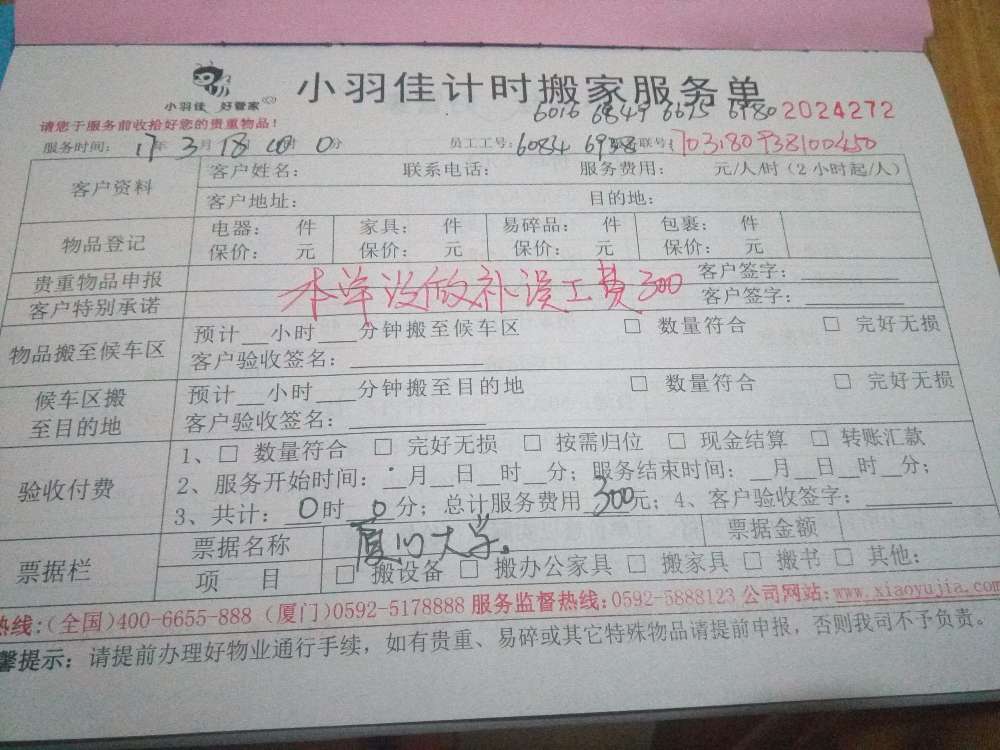 小羽佳计时搬家服务单
小羽佳 好管家
6016 6849 6695 6980 2024272
请您于服务前收拾好您的贵重物品!
服务时间: 17年 3月 18 时 0分 员工工号: 6084 联号: 703180938100450
客户资料 客户姓名: 联系电话: 服务费用: 元/人/时(2小时起/人)
客户地址: 目的地:
物品登记 电器: 件 家具: 件 易碎品: 件 包裹: 件
保价: 元 保价: 元 保价: 元 保价: 元
贵重物品申报 客户签字:
本单没做补误工费300
客户特别承诺 客户签字:
物品搬至候车区 预计__小时___分钟搬至候车区 □ 数量符合 □ 完好无损
客户验收签名:
候车区搬至目的地 预计__小时___分钟搬至目的地 □ 数量符合 □ 完好无损
客户验收签名:
验收付费 1、□ 数量符合 □ 完好无损 □ 按需归位 □ 现金结算 □ 转账汇款
2、服务开始时间: __月__日__时__分; 服务结束时间: __月__日__时__分;
3、共计: 0时 0分; 总计服务费用 300元; 4、客户验收签字:
票据栏 票据名称 厦门大学. 票据金额
项 目 □ 搬设备 □ 搬办公家具 □ 搬家具 □ 搬书 □ 其他:
热线:(全国)400-6655-888 (厦门)0592-5178888 服务监督热线:0592-5888123 公司网站:www.xiaoyujia.com
馨提示: 请提前办理好物业通行手续, 如有贵重、易碎或其它特殊物品请提前申报, 否则我司不予负责。